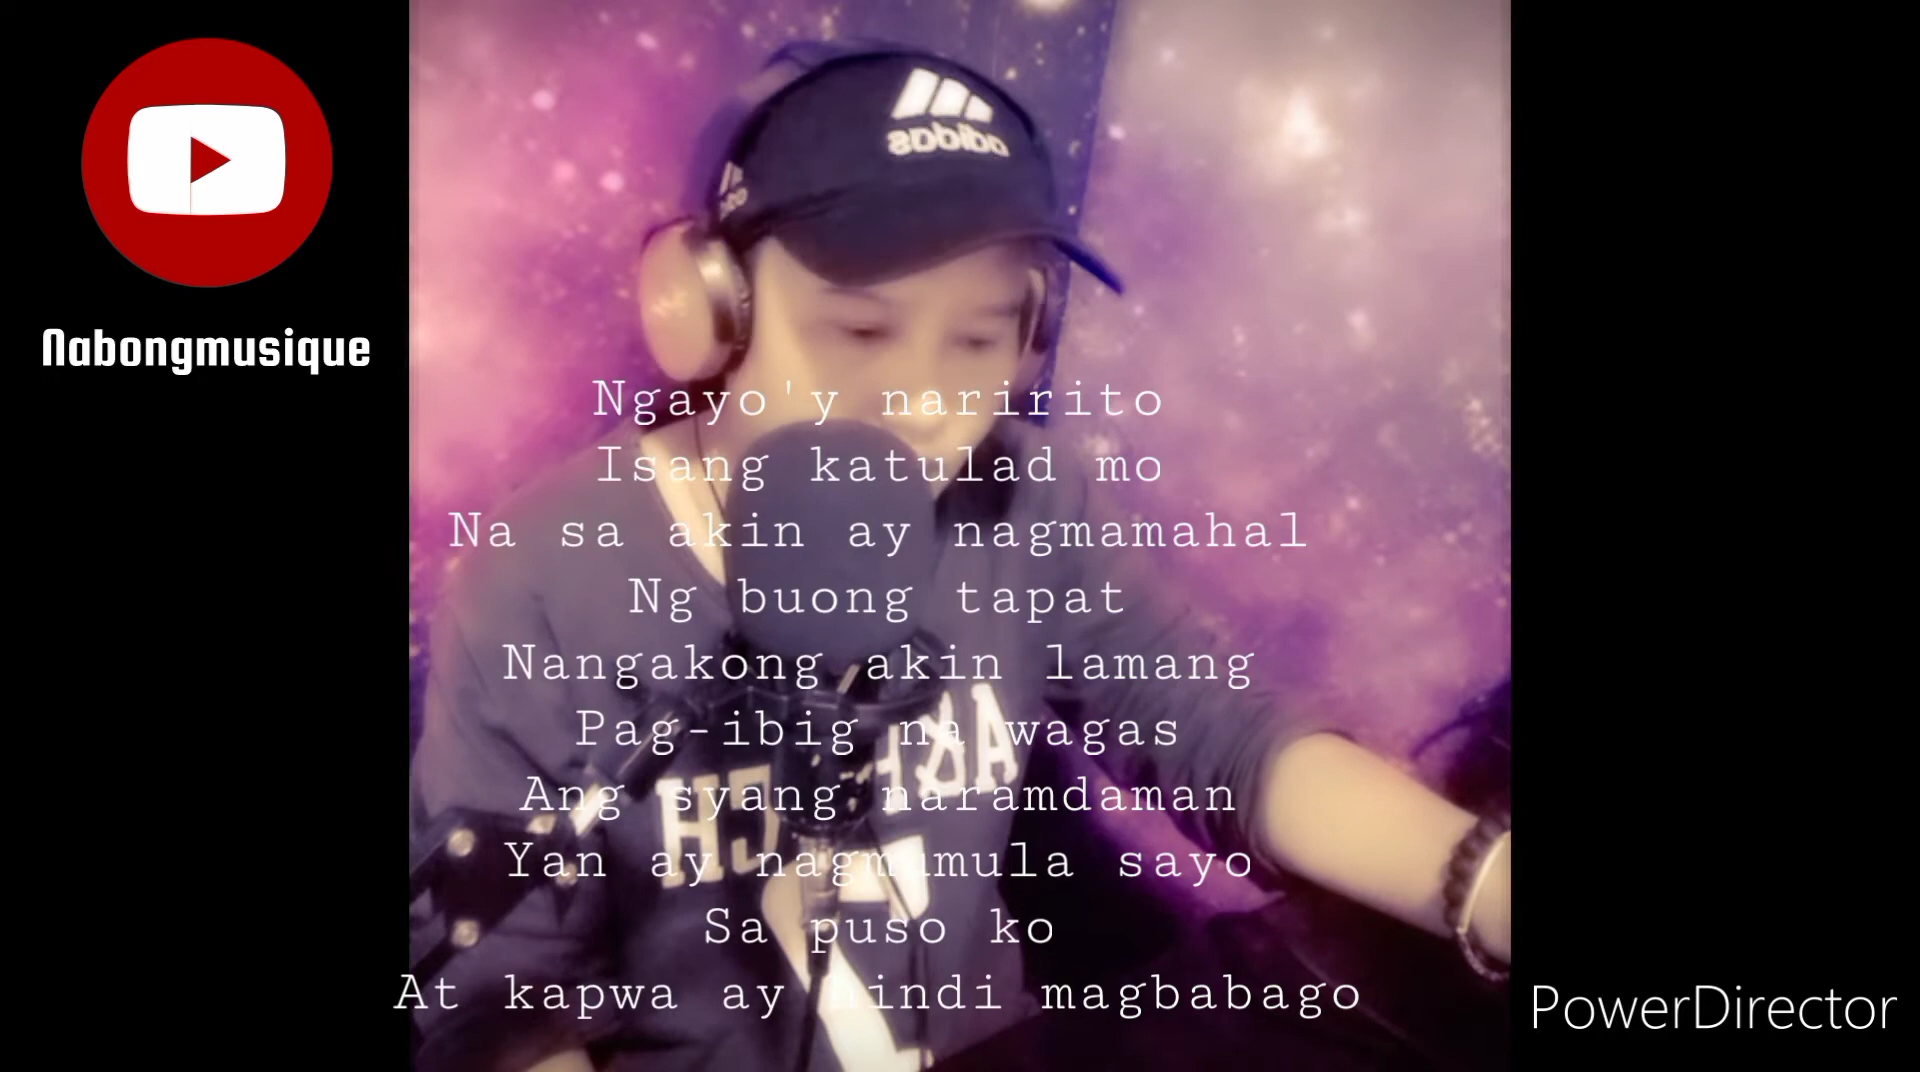 adidas
Nabongmusique
Ngayo'y naririto
Isang katulad mo
Na sa akin ay nagmamahal
Ng buong tapat
Nangakong akin lamang
Pag-ibig na wagas
Ang syang naramdaman
Yan ay nagmumula sayo
Sa puso ko
At kapwa ay hindi magbabago
PowerDirector